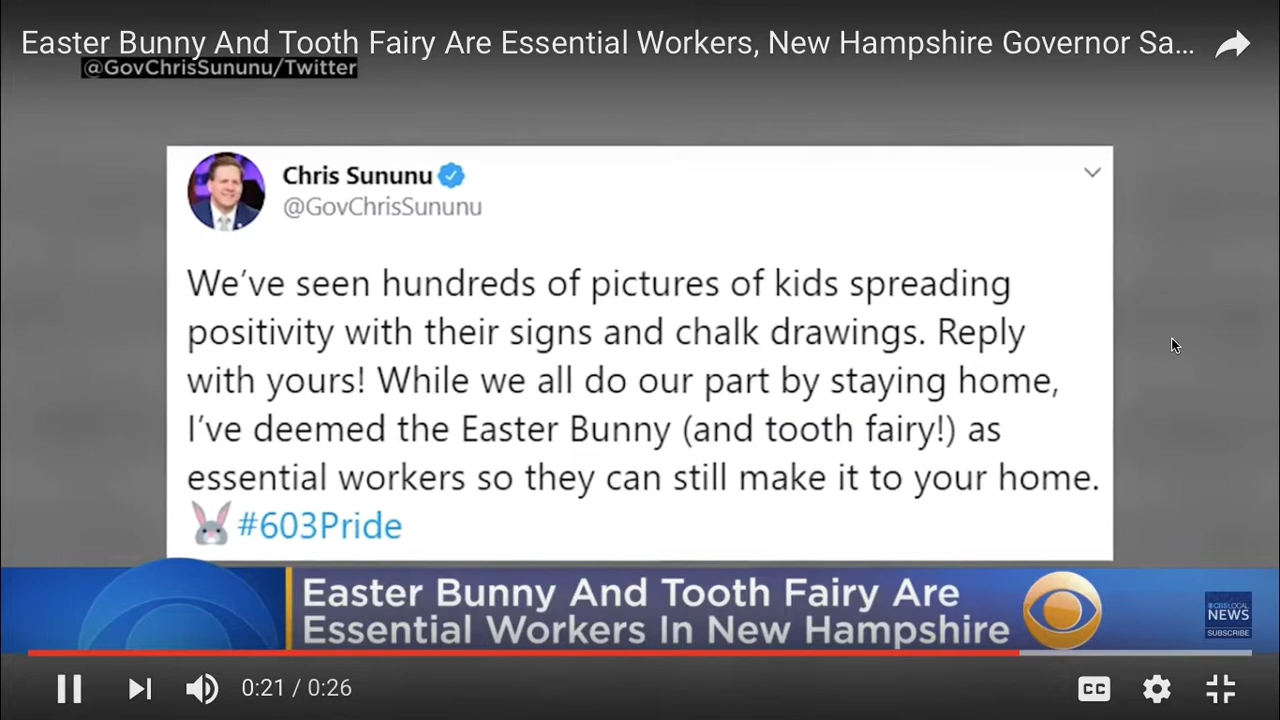 Easter Bunny And Tooth Fairy Are Essential Workers, New Hampshire Governor Sa...
@GovChrisSununu/Twitter
Chris Sununu
@GovChrisSununu
We’ve seen hundreds of pictures of kids spreading
positivity with their signs and chalk drawings. Reply
with yours! While we all do our part by staying home,
I’ve deemed the Easter Bunny (and tooth fairy!) as
essential workers so they can still make it to your home.
🐰#603Pride
Easter Bunny And Tooth Fairy Are
Essential Workers In New Hampshire
CBS LOCAL
NEWS
SUBSCRIBE
0:21 / 0:26
CC